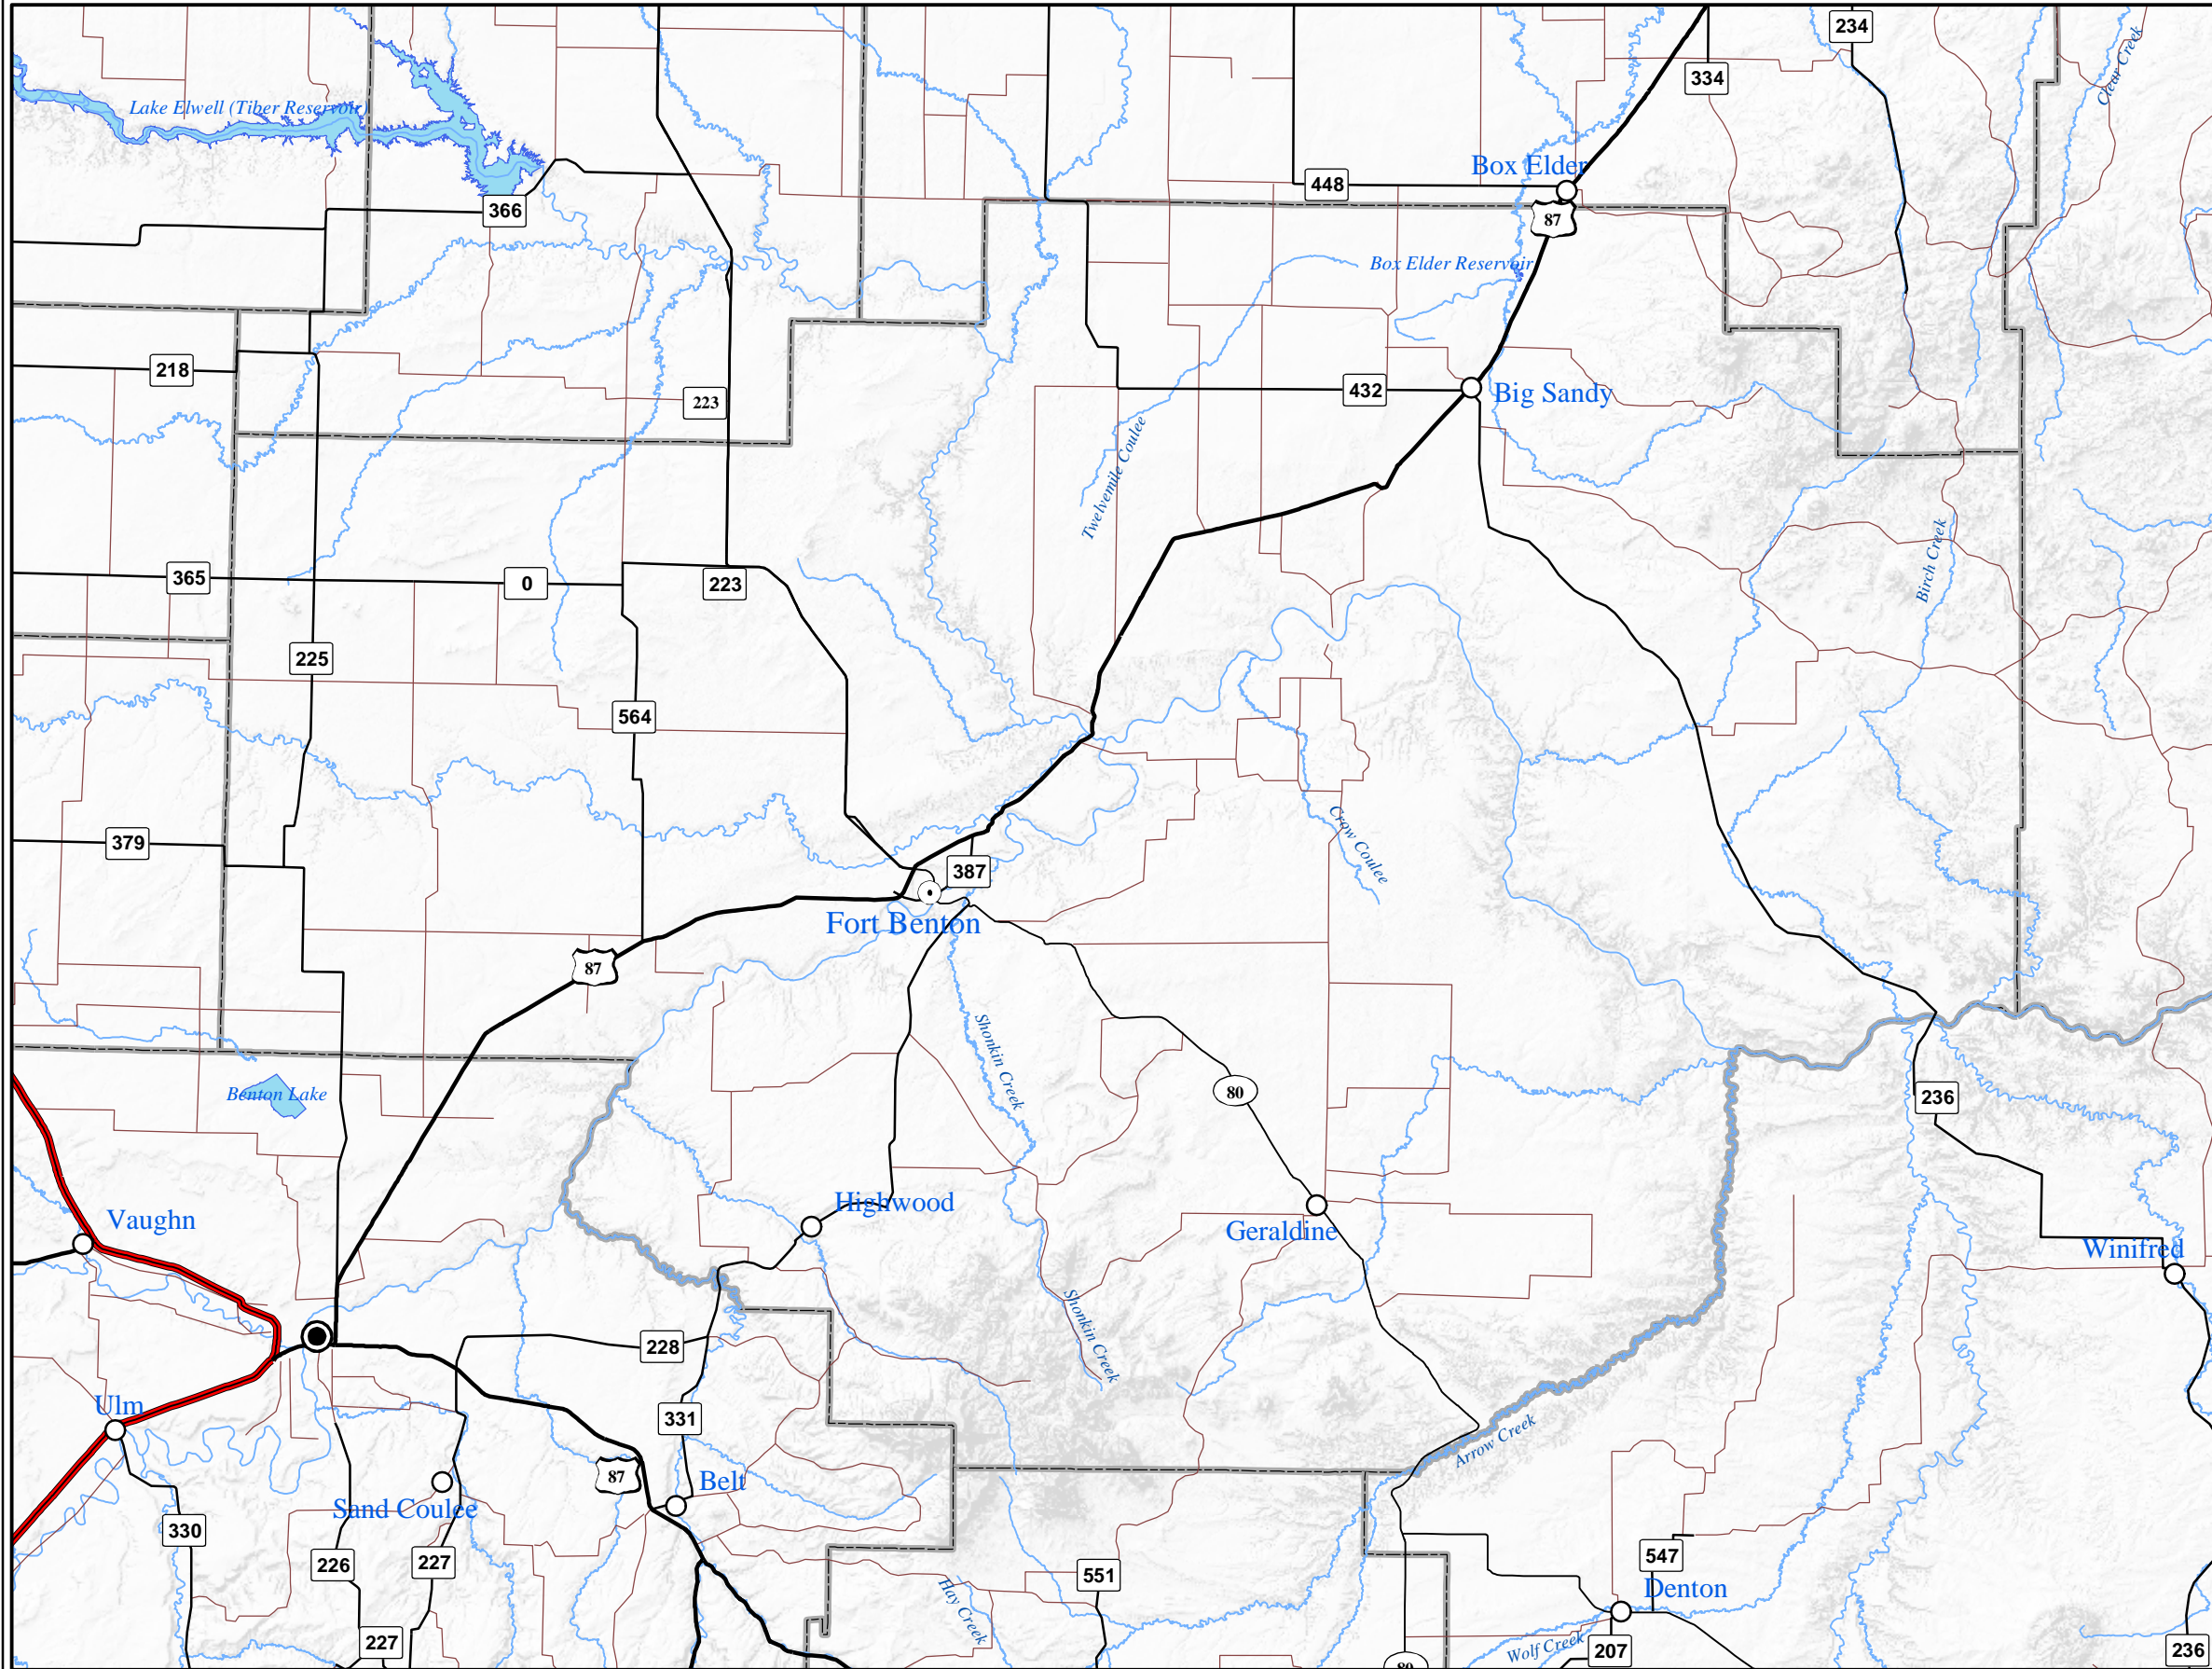 234
Clear Creek
334
Lake Elwell (Tiber Reservoir)
Box Elder
448
366
87
Box Elder Reservoir
218
432
Big Sandy
223
Twelvemile Coulee
Birch Creek
365
0
223
225
564
379
Crow Coulee
387
Fort Benton
87
Shonkin Creek
Benton Lake
80
236
Highwood
Vaughn
Geraldine
Winifred
228
Shonkin Creek
Ulm
331
Arrow Creek
87
Belt
Sand Coulee
330
226
227
551
547
Denton
Hay Creek
227
Wolf Creek
207
236
80